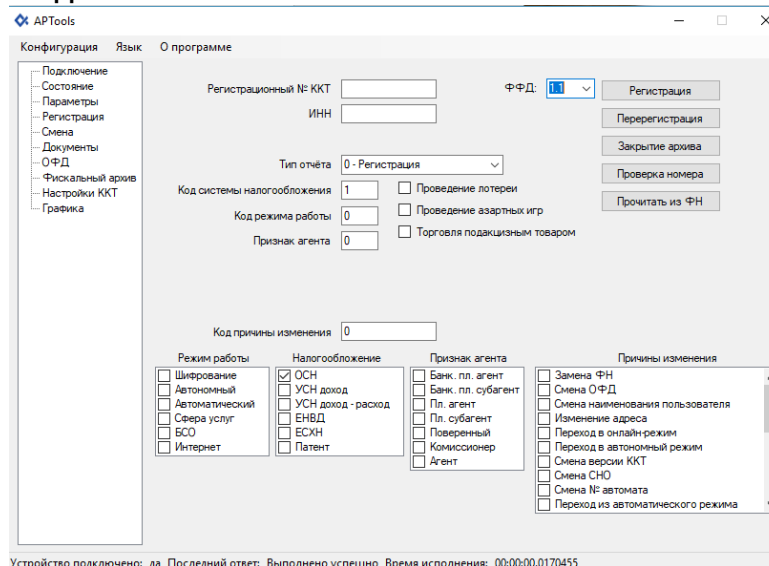 APTools
Конфигурация Язык О программе
Подключение
Состояние
Параметры
Регистрация
Смена
Документы
ОФД
Фискальный архив
Настройки ККТ
Графика
Регистрационный № ККТ
ФФД: 1.1
ИНН
Тип отчёта 0 - Регистрация
Код системы налогообложения 1
Проведение лотереи
Код режима работы 0
Проведение азартных игр
Признак агента 0
Торговля подакцизным товаром
Регистрация
Перерегистрация
Закрытие архива
Проверка номера
Прочитать из ФН
Код причины изменения 0
Режим работы
Шифрование
Автономный
Автоматический
Сфера услуг
БСО
Интернет
Налогообложение
ОСН
УСН доход
УСН доход - расход
ЕНВД
ЕСХН
Патент
Признак агента
Банк. пл. агент
Банк. пл. субагент
Пл. агент
Пл. субагент
Поверенный
Комиссионер
Агент
Причины изменения
Замена ФН
Смена ОФД
Смена наименования пользователя
Изменение адреса
Переход в онлайн-режим
Переход в автономный режим
Смена версии ККТ
Смена СНО
Смена № автомата
Переход из автоматического режима
Устройство подключено: да Последний ответ: Выполнено успешно Время исполнения: 00:00:00.0170455